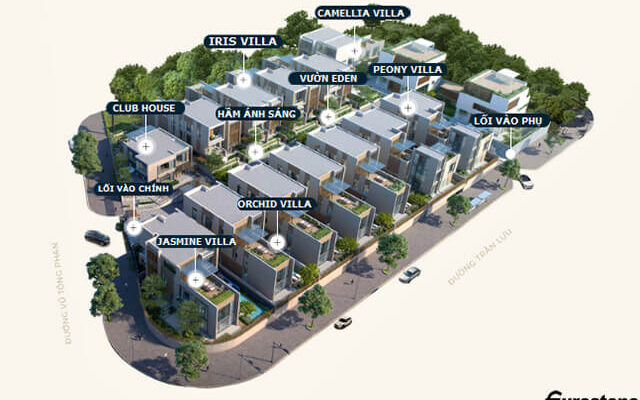 CAMELLIA VILLA
IRIS VILLA
PEONY VILLA
VƯỜN EDEN
CLUB HOUSE
HẦM ÁNH SÁNG
LỐI VÀO PHỤ
LỐI VÀO CHÍNH
ORCHID VILLA
JASMINE VILLA
ĐƯỜNG VŨ TÔNG PHAN
ĐƯỜNG TRẦN LỰU